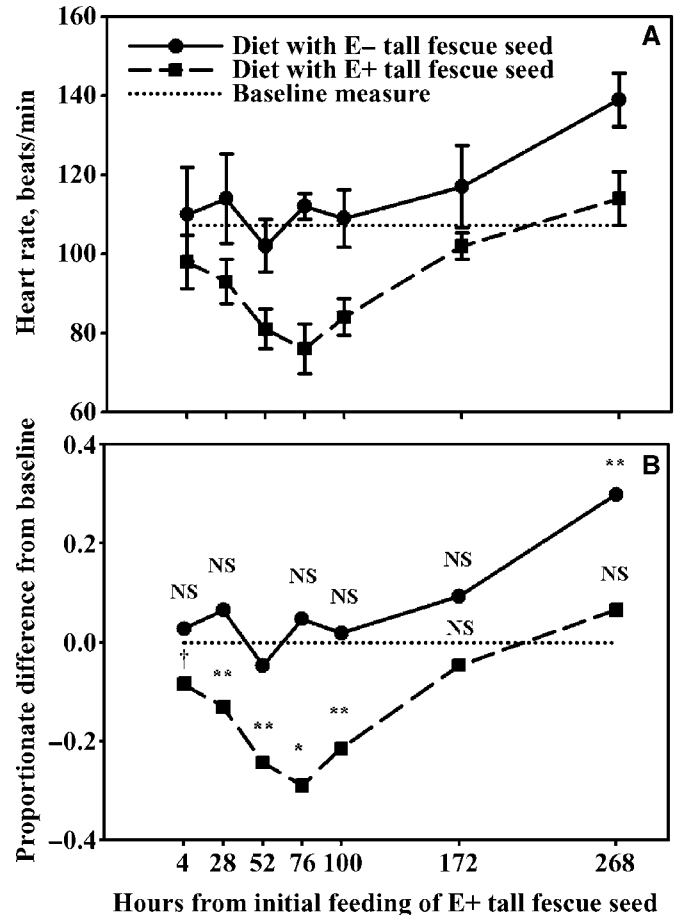 160
140
120
100
80
60
Heart rate, beats/min
A
Diet with E– tall fescue seed
Diet with E+ tall fescue seed
Baseline measure
0.4
0.2
0.0
–0.2
–0.4
Proportionate difference from baseline
B
**
NS NS NS NS NS NS
NS
† ** ** * **
4 28 52 76 100 172 268
Hours from initial feeding of E+ tall fescue seed